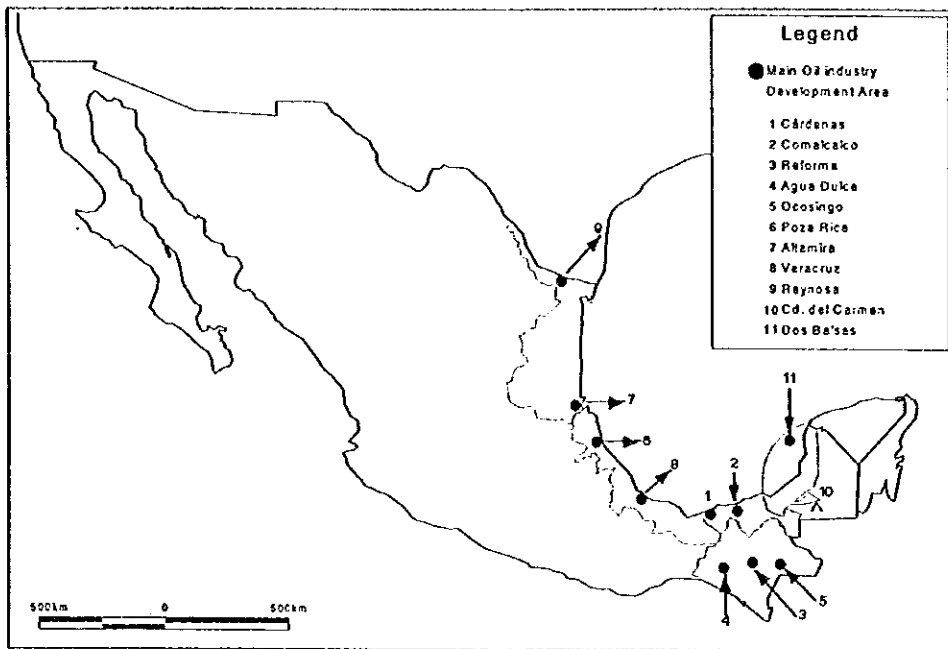 Legend
Main Oil industry
Development Area
1 Cárdenas
2 Comalcalco
3 Reforma
4 Agua Dulce
5 Ocosingo
6 Poza Rica
7 Altamira
8 Veracruz
9 Reynosa
10 Cd. del Carmen
11 Dos Balsas
9
11
7
6
8
2
1
10
4
3
5
500km 0 500km